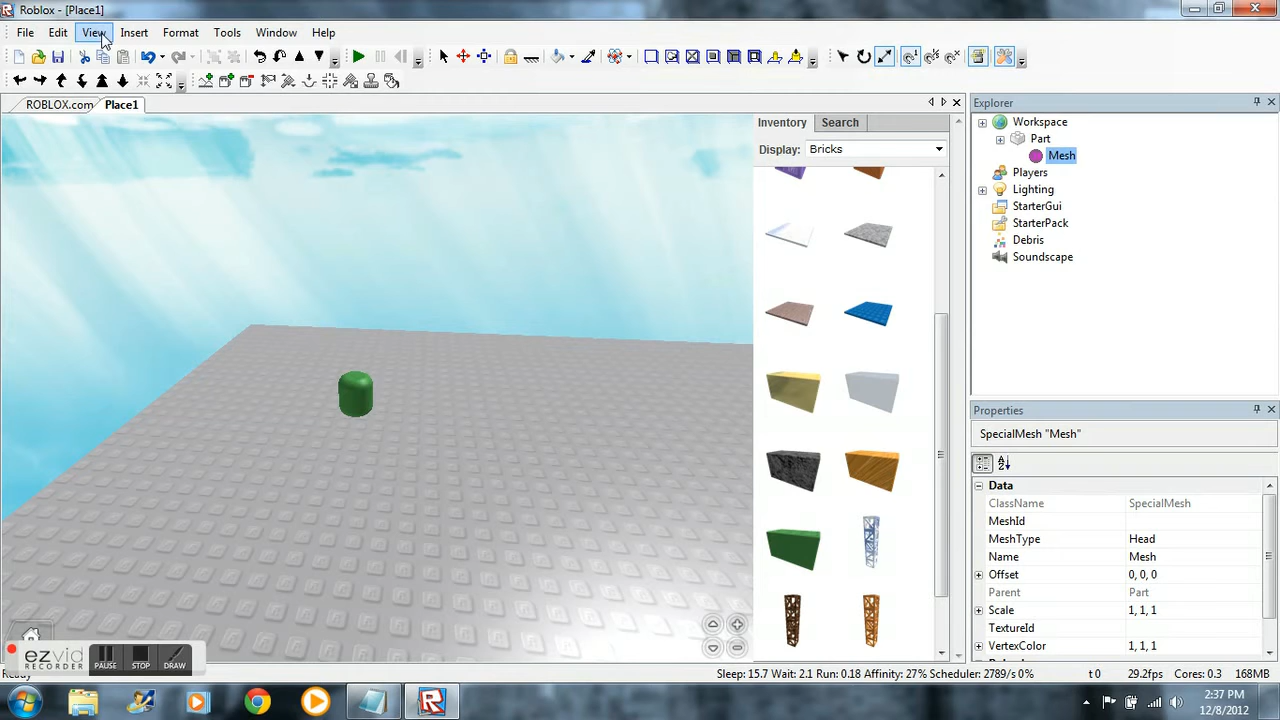 Roblox - [Place1]
File Edit View Insert Format Tools Window Help
ROBLOX.com Place1
Inventory Search
Display: Bricks
Explorer
Workspace
Part
Mesh
Players
Lighting
StarterGui
StarterPack
Debris
Soundscape
Properties
SpecialMesh "Mesh"
Data
ClassName SpecialMesh
MeshId
MeshType Head
Name Mesh
Offset 0, 0, 0
Parent Part
Scale 1, 1, 1
TextureId
VertexColor 1, 1, 1
ezvid
RECORDER
PAUSE STOP DRAW
Sleep: 15.7 Wait: 2.1 Run: 0.18 Affinity: 27% Scheduler: 2789/s 0% t 0 29.2fps Cores: 0.3 168MB
2:37 PM
12/8/2012